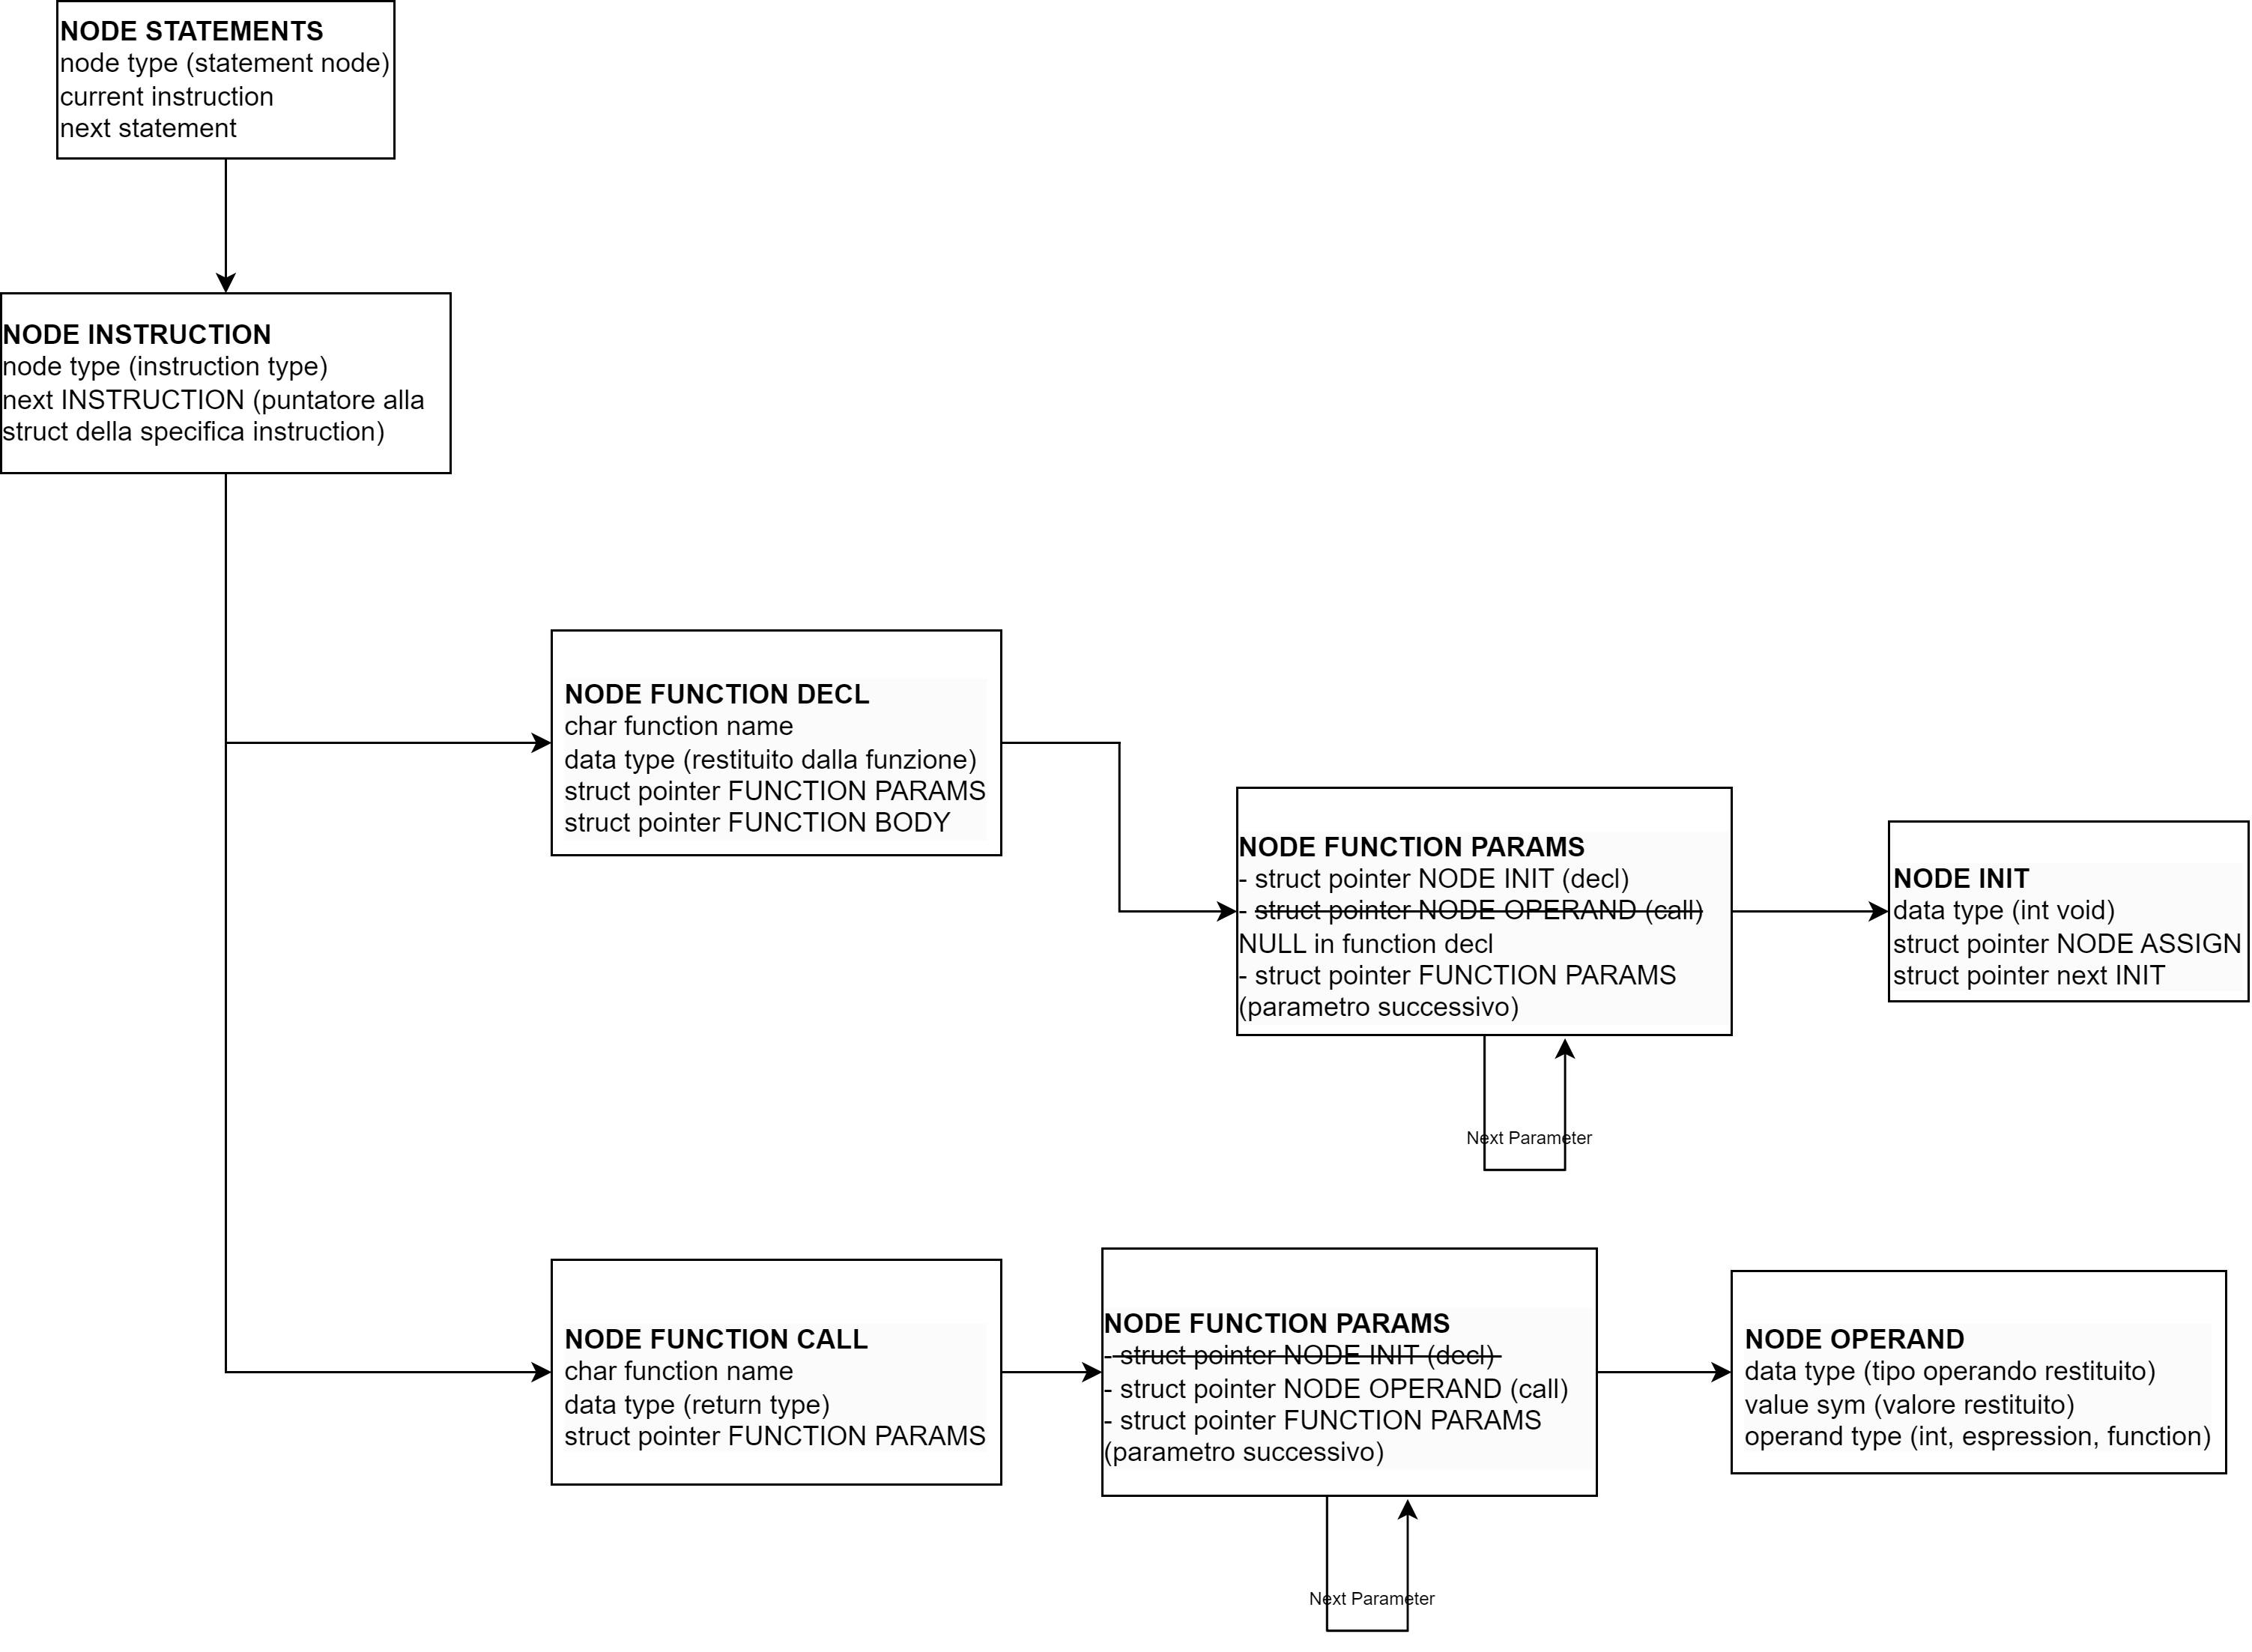 NODE STATEMENTS
node type (statement node)
current instruction
next statement
NODE INSTRUCTION
node type (instruction type)
next INSTRUCTION (puntatore alla
struct della specifica instruction)
NODE FUNCTION DECL
char function name
data type (restituito dalla funzione)
struct pointer FUNCTION PARAMS
struct pointer FUNCTION BODY
NODE FUNCTION PARAMS
- struct pointer NODE INIT (decl)
- struct pointer NODE OPERAND (call)
NULL in function decl
- struct pointer FUNCTION PARAMS
(parametro successivo)
NODE INIT
data type (int void)
struct pointer NODE ASSIGN
struct pointer next INIT
Next Parameter
NODE FUNCTION CALL
char function name
data type (return type)
struct pointer FUNCTION PARAMS
NODE FUNCTION PARAMS
- struct pointer NODE INIT (decl)
- struct pointer NODE OPERAND (call)
- struct pointer FUNCTION PARAMS
(parametro successivo)
NODE OPERAND
data type (tipo operando restituito)
value sym (valore restituito)
operand type (int, espression, function)
Next Parameter